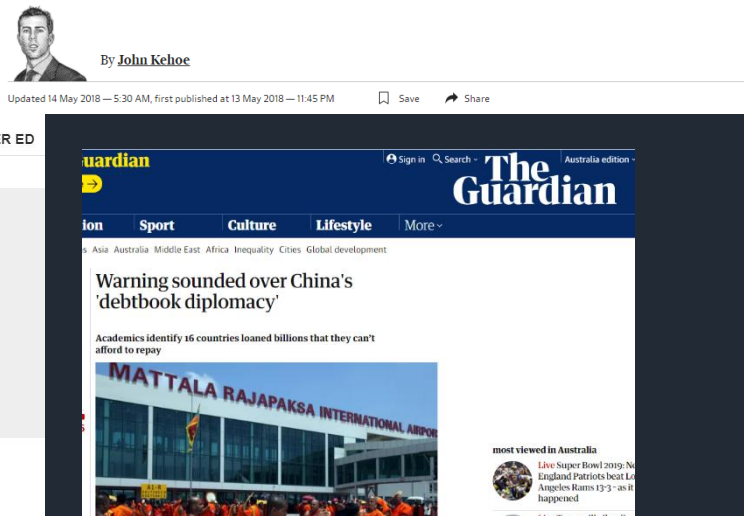 By John Kehoe
Updated 14 May 2018 — 5:30 AM, first published at 13 May 2018 — 11:45 PM
Save
Share
ER ED
uardian
Sign in
Search
The
Guardian
Australia edition
ion
Sport
Culture
Lifestyle
More
s Asia Australia Middle East Africa Inequality Cities Global development
Warning sounded over China's
'debtbook diplomacy'
Academics identify 16 countries loaned billions that they can't
afford to repay
MATTALA RAJAPAKSA INTERNATIONAL AIRPOR
most viewed in Australia
Live Super Bowl 2019: Ne
England Patriots beat Lo
Angeles Rams 13-3 – as it
happened